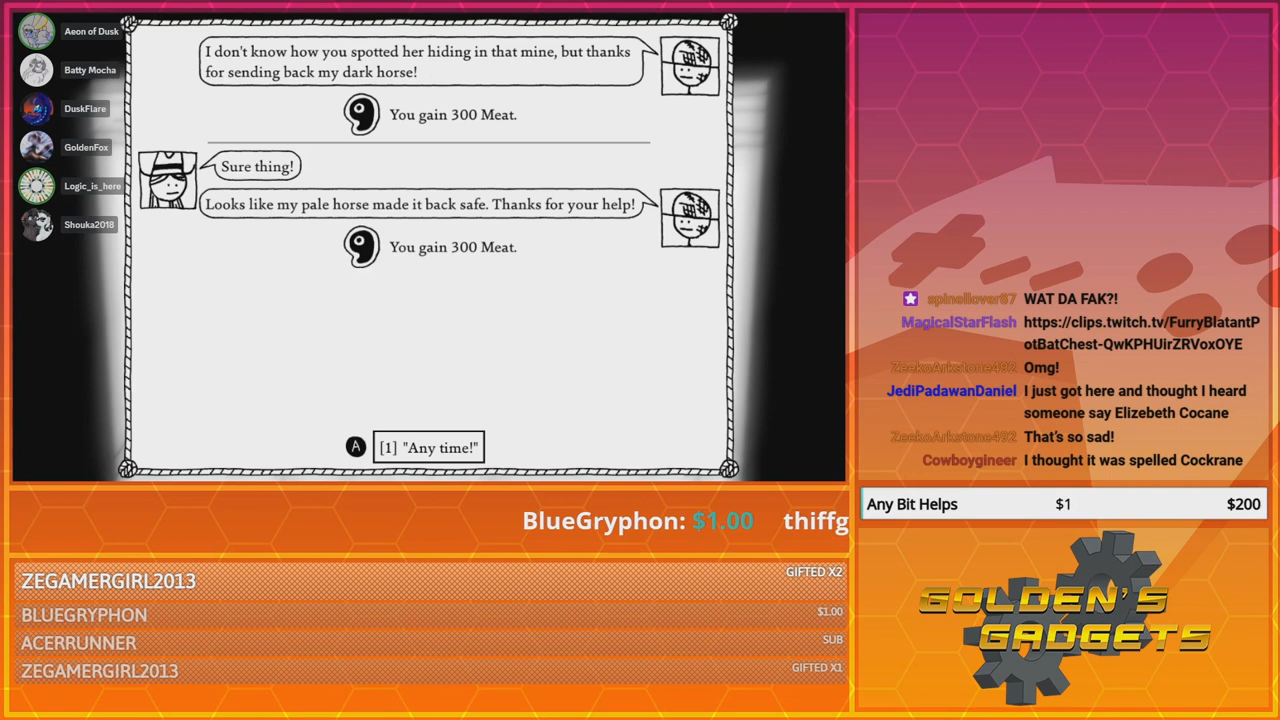 Aeon of Dusk
Batty Mocha
DuskFlare
GoldenFox
Logic_is_here
Shouka2018
I don't know how you spotted her hiding in that mine, but thanks
for sending back my dark horse!
You gain 300 Meat.
Sure thing!
Looks like my pale horse made it back safe. Thanks for your help!
You gain 300 Meat.
A [1] "Any time!"
spinellover87 WAT DA FAK?!
MagicalStarFlash https://clips.twitch.tv/FurryBlatantP
otBatChest-QwKPHUirZRVoxOYE
ZeekoArkstone492 Omg!
JediPadawanDaniel I just got here and thought I heard
someone say Elizebeth Cocane
ZeekoArkstone492 That's so sad!
Cowboygineer I thought it was spelled Cockrane
Any Bit Helps $1 $200
BlueGryphon: $1.00 thiffg
ZEGAMERGIRL2013 GIFTED X2
BLUEGRYPHON $1.00
ACERRUNNER SUB
ZEGAMERGIRL2013 GIFTED X1
GOLDEN'S
GADGETS